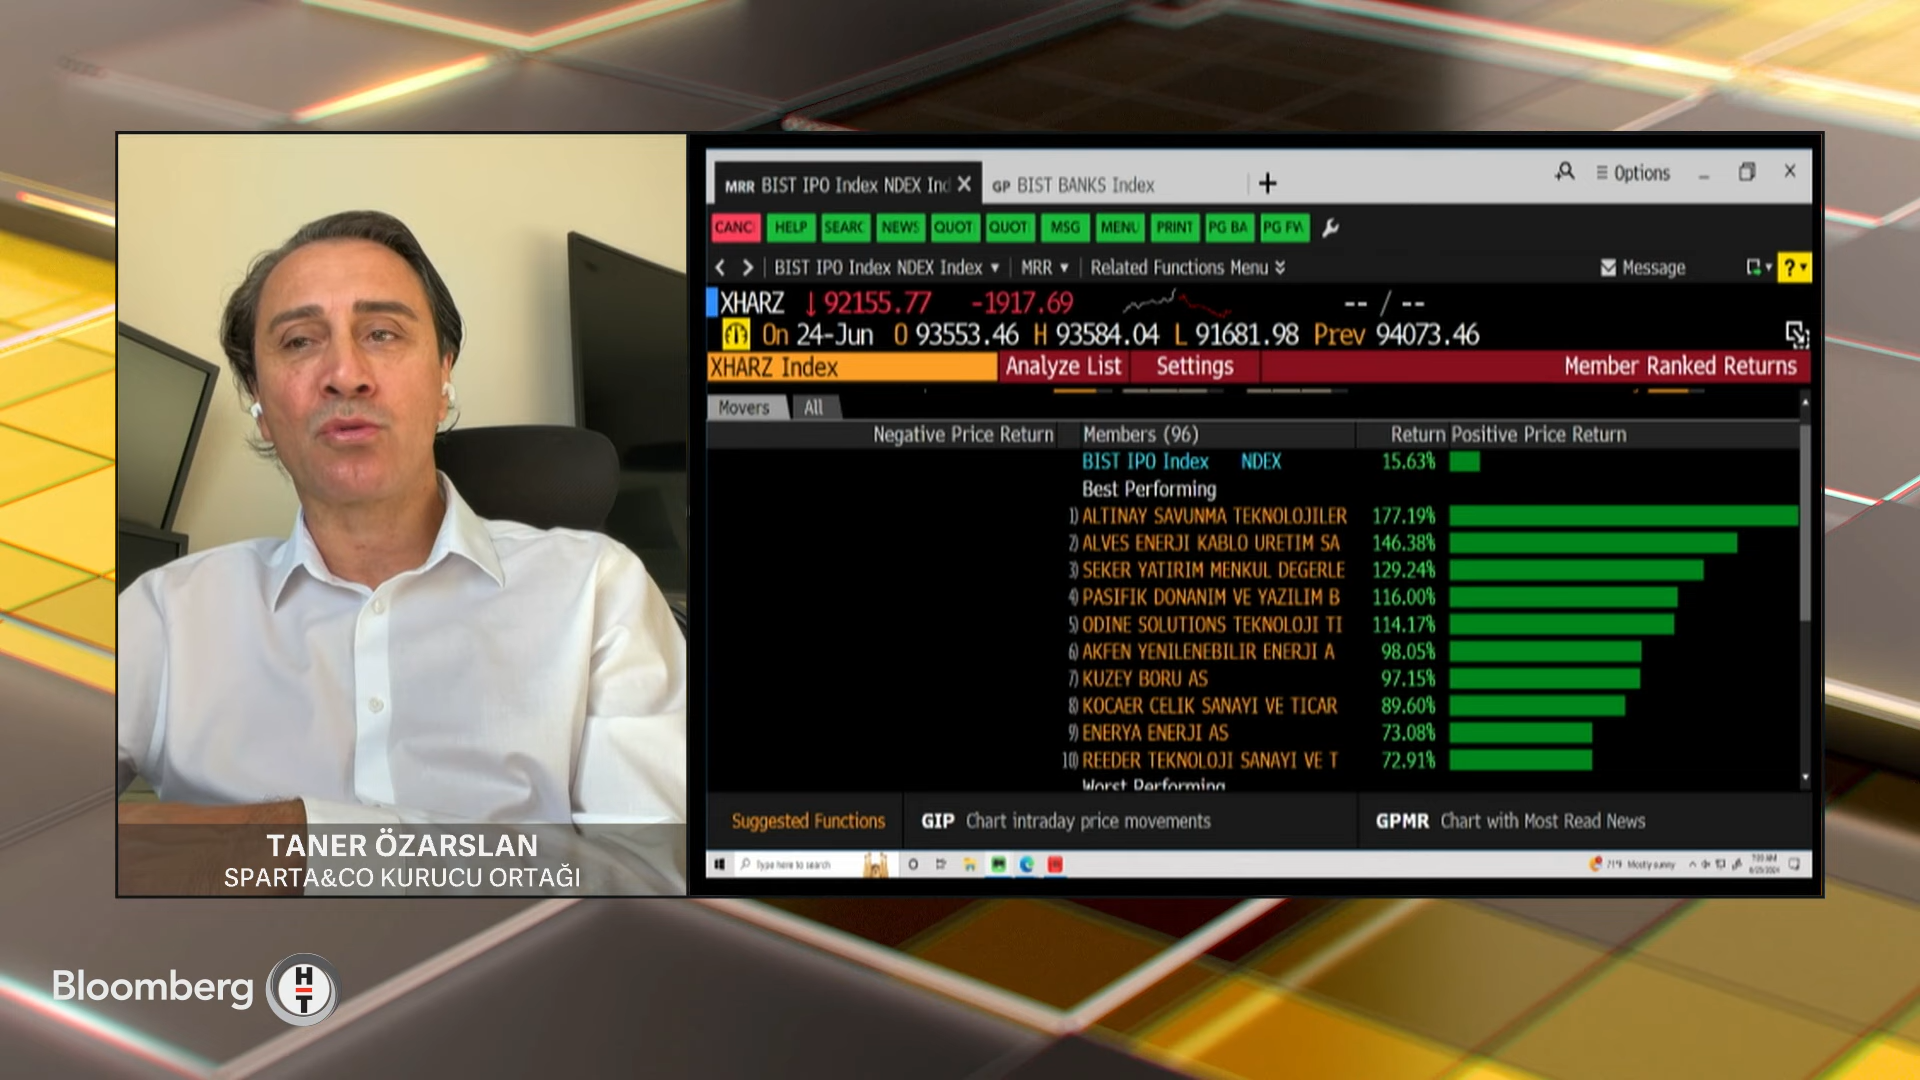 MRR BIST IPO Index NDEX Ind
GP BIST BANKS Index
Options
CANC HELP SEARC NEWS QUOT QUOT MSG MENU PRINT PG BA PG FW
BIST IPO Index NDEX Index MRR Related Functions Menu
Message ?
XHARZ ↓92155.77 -1917.69 -- / --
On 24-Jun O 93553.46 H 93584.04 L 91681.98 Prev 94073.46
XHARZ Index Analyze List Settings Member Ranked Returns
Movers All
Negative Price Return Members (96) Return Positive Price Return
BIST IPO Index NDEX 15.63%
Best Performing
1) ALTINAY SAVUNMA TEKNOLOJILER 177.19%
2) ALVES ENERJI KABLO URETIM SA 146.38%
3) SEKER YATIRIM MENKUL DEGERLE 129.24%
4) PASIFIK DONANIM VE YAZILIM B 116.00%
5) ODINE SOLUTIONS TEKNOLOJI TI 114.17%
6) AKFEN YENILENEBILIR ENERJI A 98.05%
7) KUZEY BORU AS 97.15%
8) KOCAER CELIK SANAYI VE TICAR 89.60%
9) ENERYA ENERJI AS 73.08%
10) REEDER TEKNOLOJI SANAYI VE T 72.91%
Worst Performing
Suggested Functions GIP Chart intraday price movements GPMR Chart with Most Read News
Type here to search
71°F Mostly sunny
TANER ÖZARSLAN
SPARTA&CO KURUCU ORTAĞI
Bloomberg HT